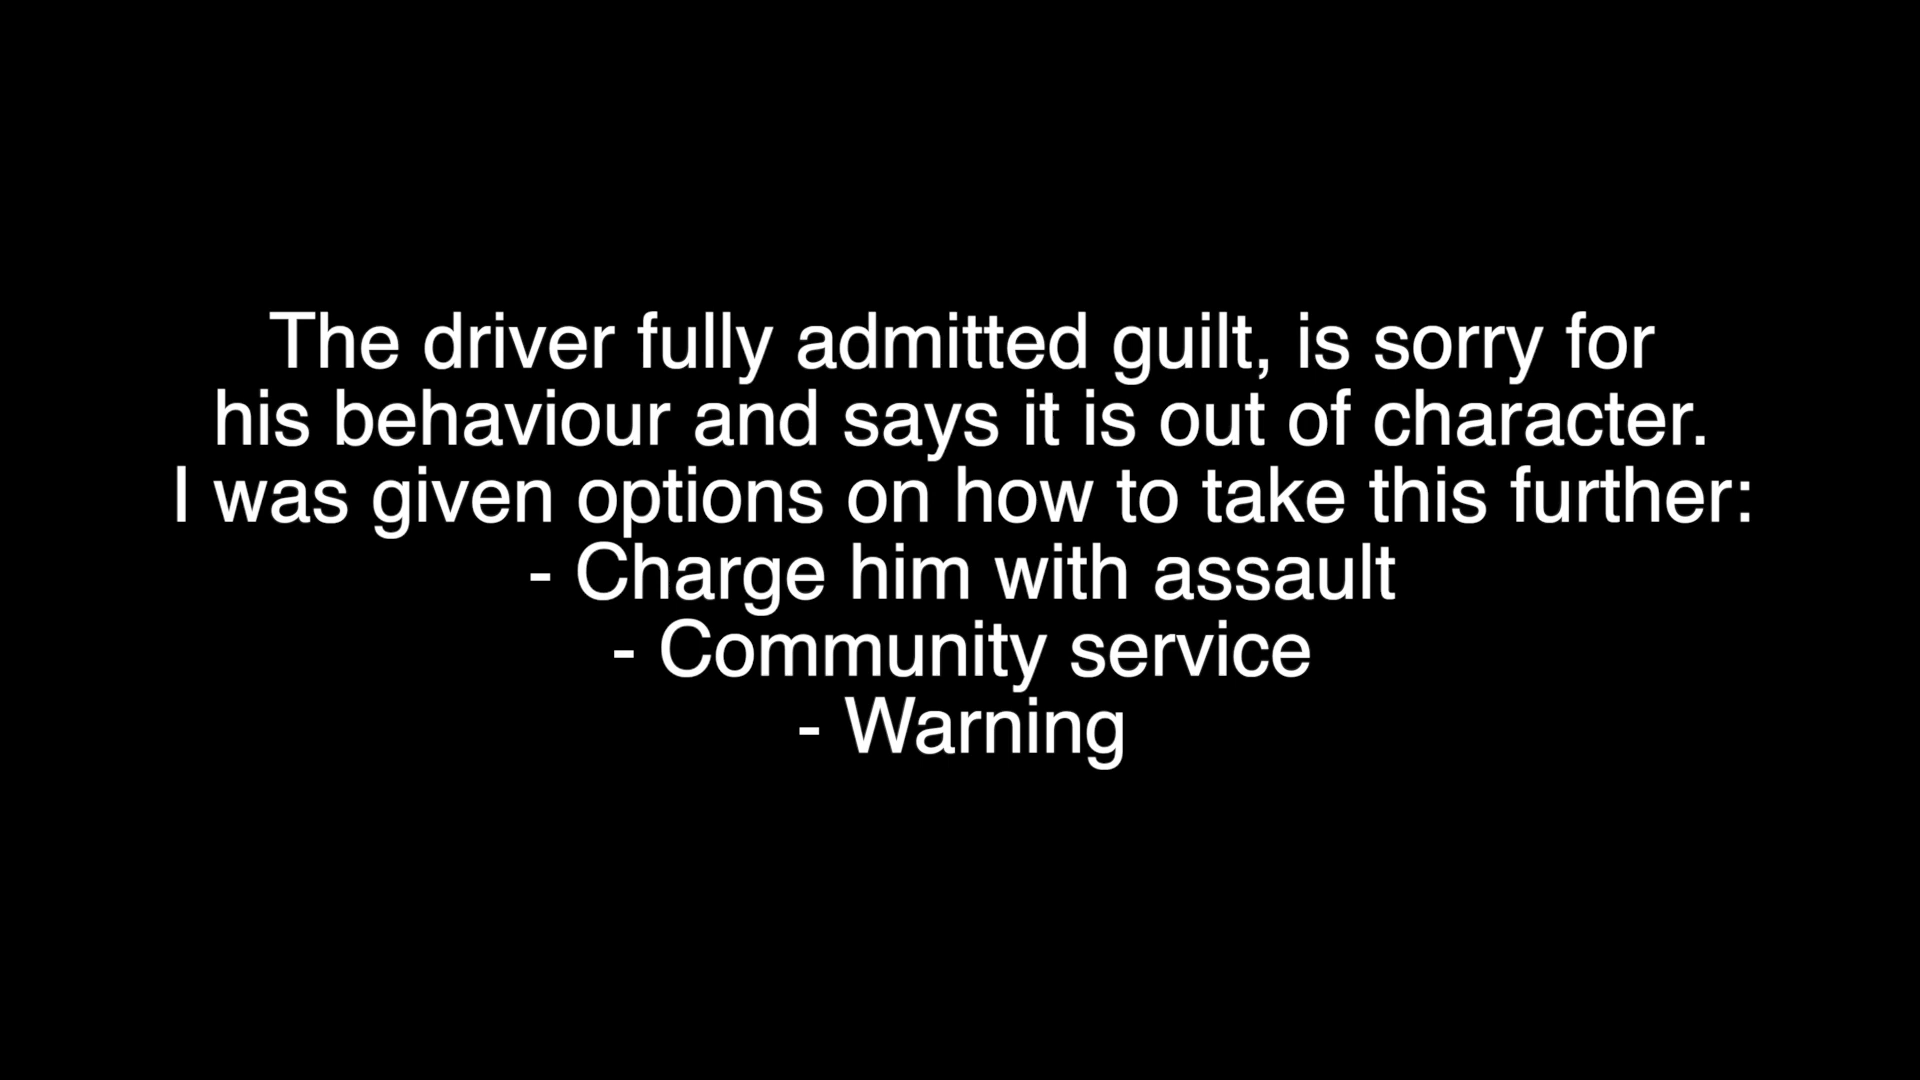 The driver fully admitted guilt, is sorry for
his behaviour and says it is out of character.
I was given options on how to take this further:
- Charge him with assault
- Community service
- Warning